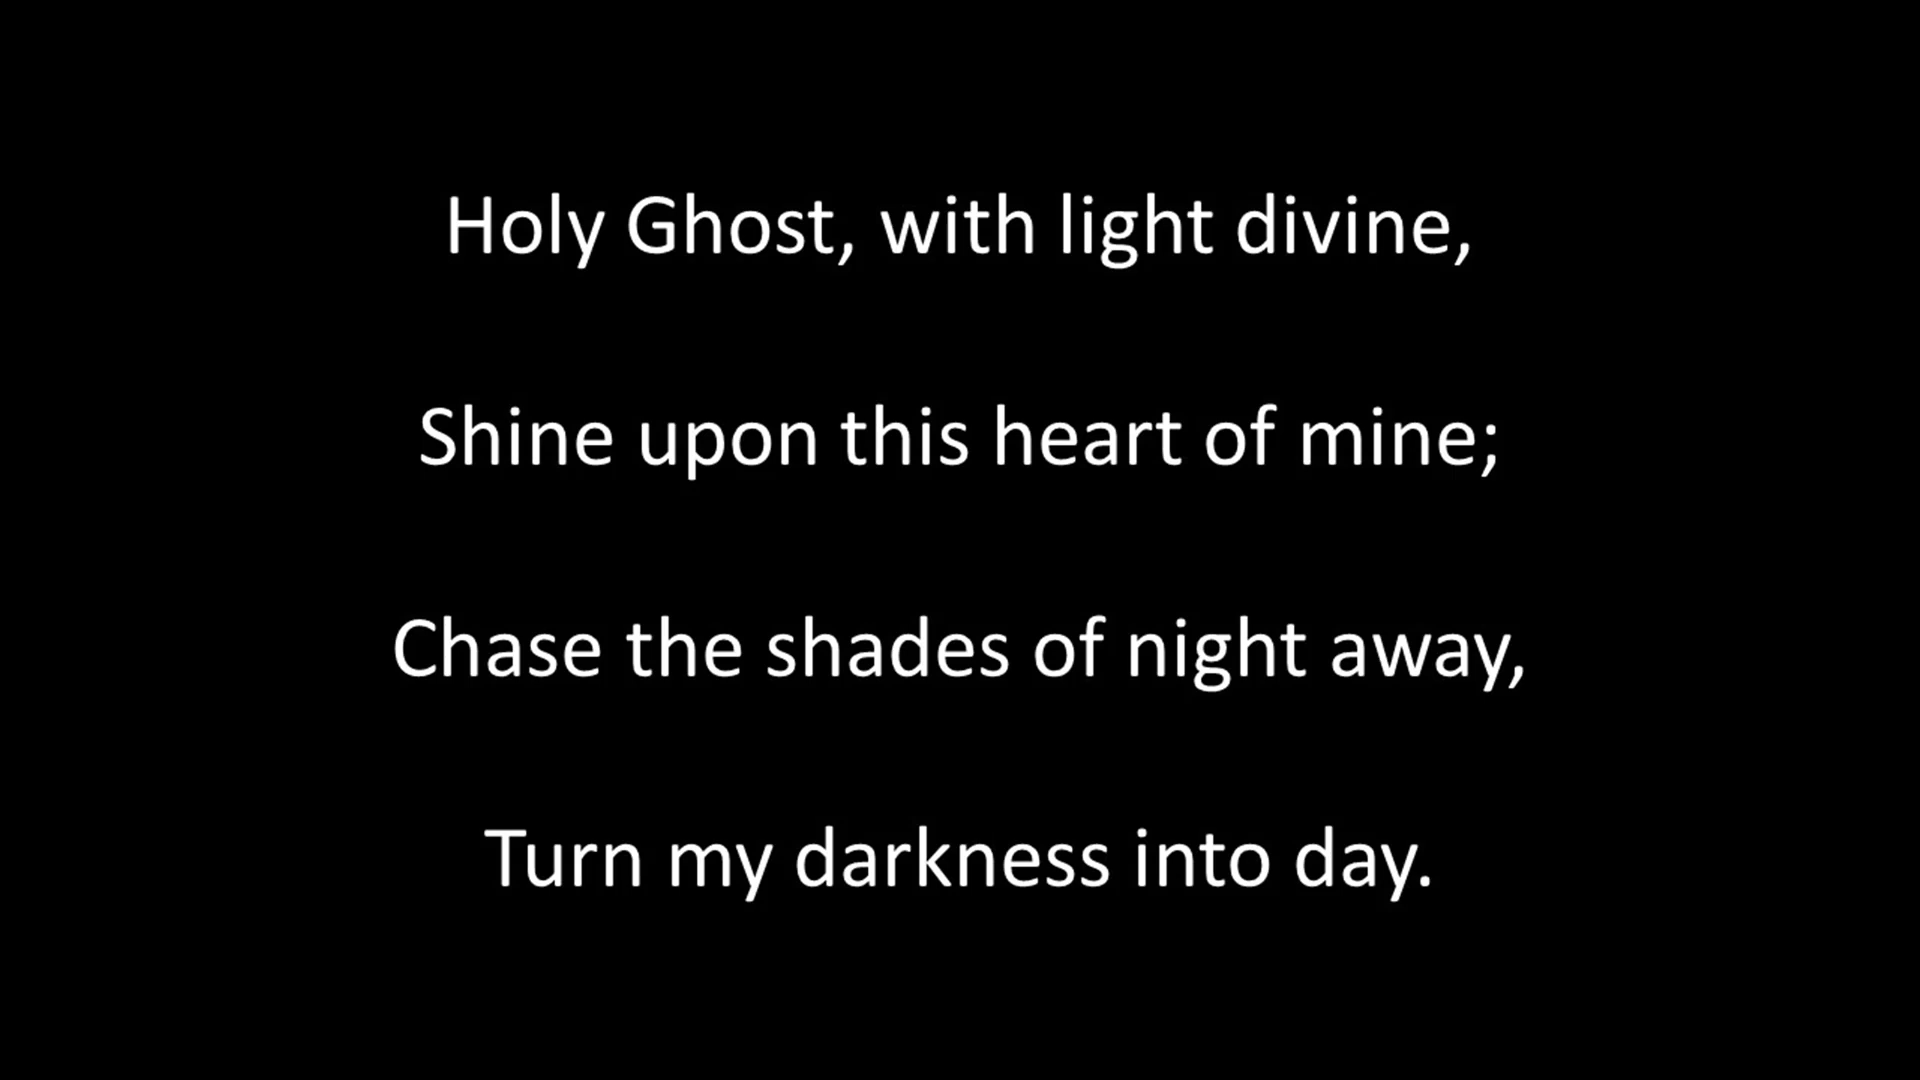 Holy Ghost, with light divine,
Shine upon this heart of mine;
Chase the shades of night away,
Turn my darkness into day.